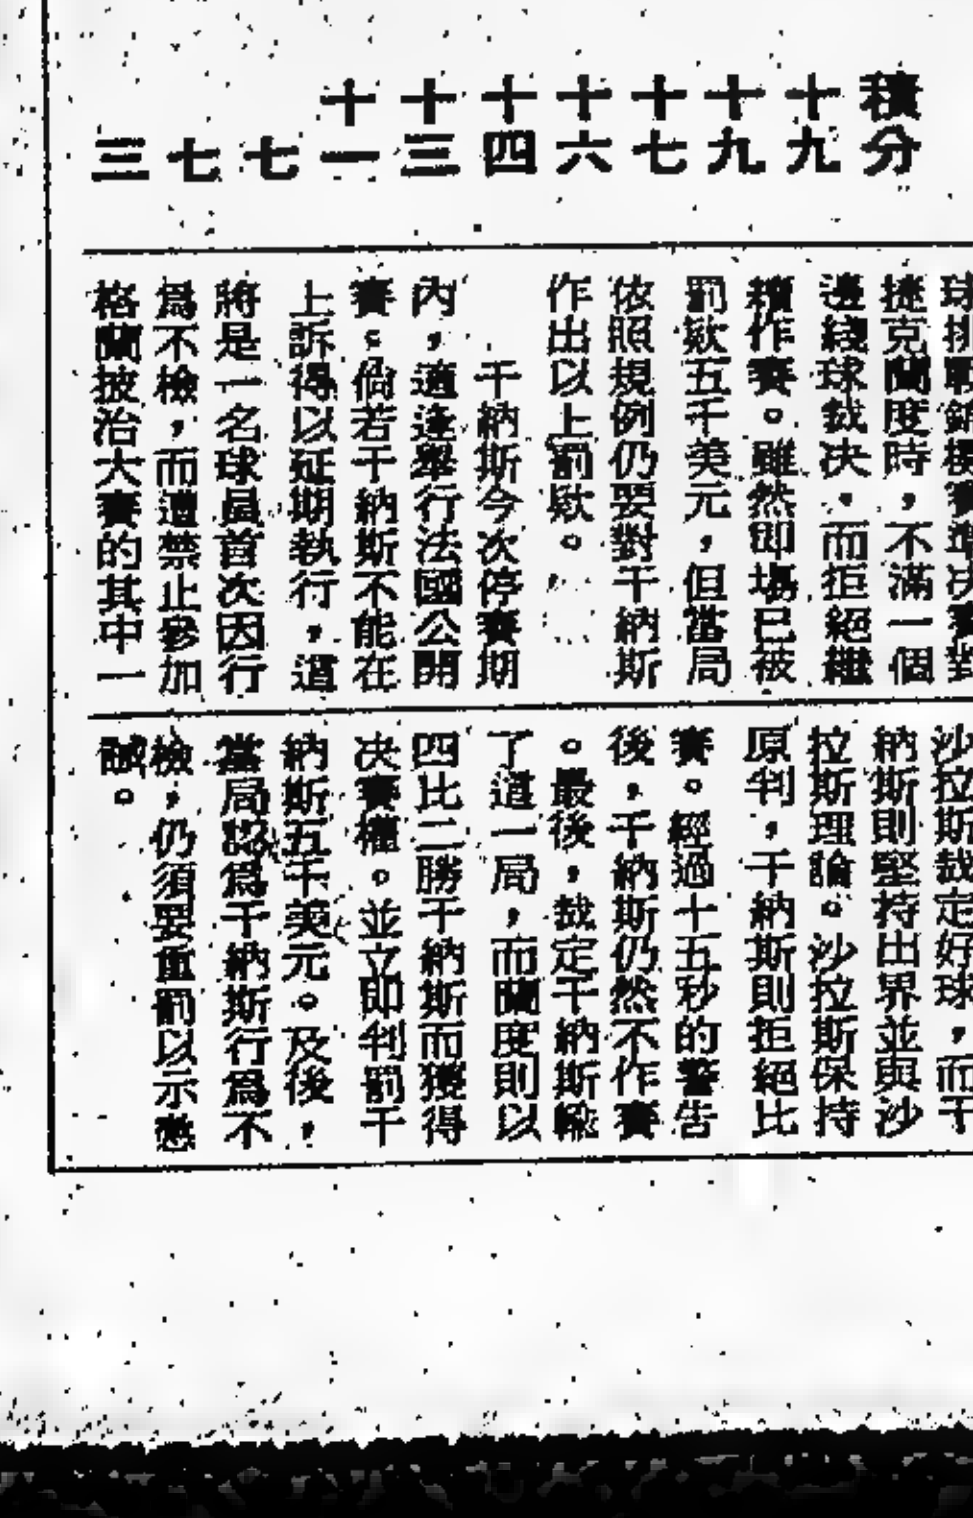 積分
十九
十九
十七
十六
十四
十三
十一
七
七
三
球挑戰錦標賽準决賽對
捷克蘭度時，不滿一個
邊綫球裁决，而拒絕繼
續作賽。雖然即場已被
罰欵五千美元，但當局
依照規例仍要對干納斯
作出以上罰欵。
干納斯今次停賽期
內，適逢舉行法國公開
賽。倘若干納斯不能在
上訴得以延期執行，這
將是一名球員首次因行
爲不檢，而遭禁止參加
格蘭披治大賽的其中一
沙拉斯裁定好球，而干
納斯則堅持出界並與沙
拉斯理論。沙拉斯保持
原判，干納斯則拒絕比
賽。經過十五秒的警告
後，干納斯仍然不作賽
。最後，裁定干納斯輸
了這一局，而蘭度則以
四比二勝干納斯而獲得
决賽權。並立即判罰干
納斯五千美元。及後，
當局認爲干納斯行爲不
檢，仍須要重罰以示懲
誡。